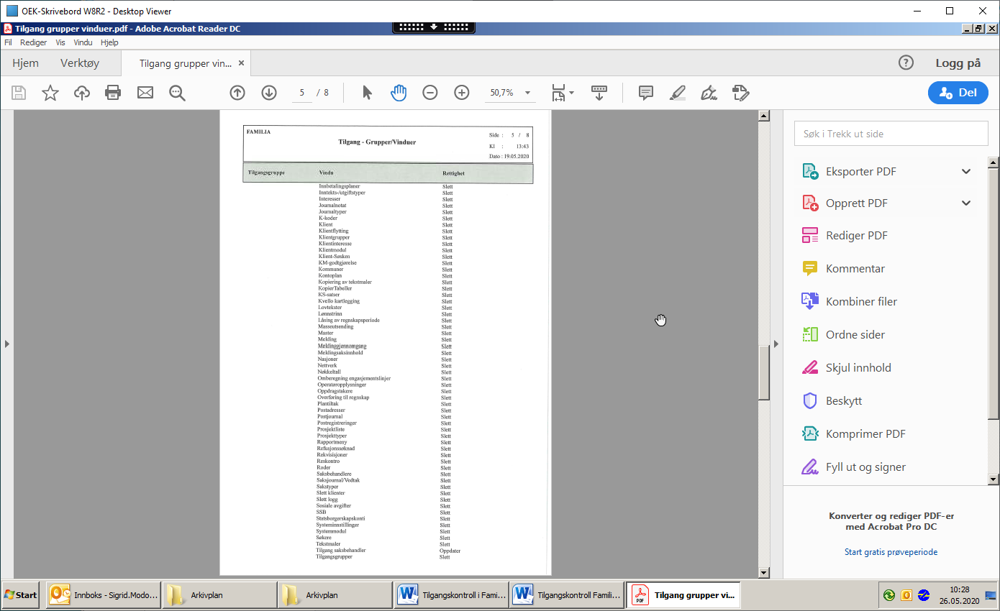 OEK-Skrivebord W8R2 - Desktop Viewer
Tilgang grupper vinduer.pdf - Adobe Acrobat Reader DC
Fil Rediger Vis Vindu Hjelp
Hjem Verktøy Tilgang grupper vin... × ? Logg på
5 / 8 50,7% Del
FAMILIA
Tilgang - Grupper/Vinduer
Side : 5 / 8
Kl : 13:43
Dato : 19.05.2020
Tilgangsgruppe Vindu Rettighet
Innbetalingsplaner Slett
Inntekts-/utgiftstyper Slett
Interesser Slett
Journalnotat Slett
Journaltyper Slett
K-koder Slett
Klient Slett
Klientflytting Slett
Klientgrupper Slett
Klientinteresse Slett
Klientmodul Slett
Klient-Søsken Slett
KM-godtgjørelse Slett
Kommuner Slett
Kontoplan Slett
Kopiering av tekstmaler Slett
KopierTabeller Slett
KS-satser Slett
Kvello kartlegging Slett
Lovtekster Slett
Lønnstrinn Slett
Låsing av regnskapsperiode Slett
Masseutsending Slett
Master Slett
Melding Slett
Meldinggjennomgang Slett
Meldingsaksinnhold Slett
Nasjoner Slett
Nettverk Slett
Nøkkeltall Slett
Omberegning engasjementslinjer Slett
Operatøropplysninger Slett
Oppdragstakere Slett
Overføring til regnskap Slett
Plantiltak Slett
Postadresser Slett
Postjournal Slett
Postregistreringer Slett
Prosjektliste Slett
Prosjekttyper Slett
Rapportmeny Slett
Refusjonssøknad Slett
Rekvisisjoner Slett
Reskontro Slett
Roder Slett
Saksbehandlere Slett
Saksjournal/Vedtak Slett
Sakstyper Slett
Slett klienter Slett
Slett logg Slett
Sosiale avgifter Slett
SSB Slett
Statsborgerskapskonti Slett
Systeminnstillinger Slett
Systemmodul Slett
Søkere Slett
Tekstmaler Slett
Tilgang saksbehandler Oppdater
Tilgangsgrupper Slett
Søk i Trekk ut side
Eksporter PDF
Opprett PDF
Rediger PDF
Kommentar
Kombiner filer
Ordne sider
Skjul innhold
Beskytt
Komprimer PDF
Fyll ut og signer
Konverter og rediger PDF-er
med Acrobat Pro DC
Start gratis prøveperiode
Start Innboks - Sigrid.Modo... Arkivplan Arkivplan Tilgangskontroll i Fami... Tilgangskontroll Famili... PDF Tilgang grupper vi...
10:28
26.05.2020